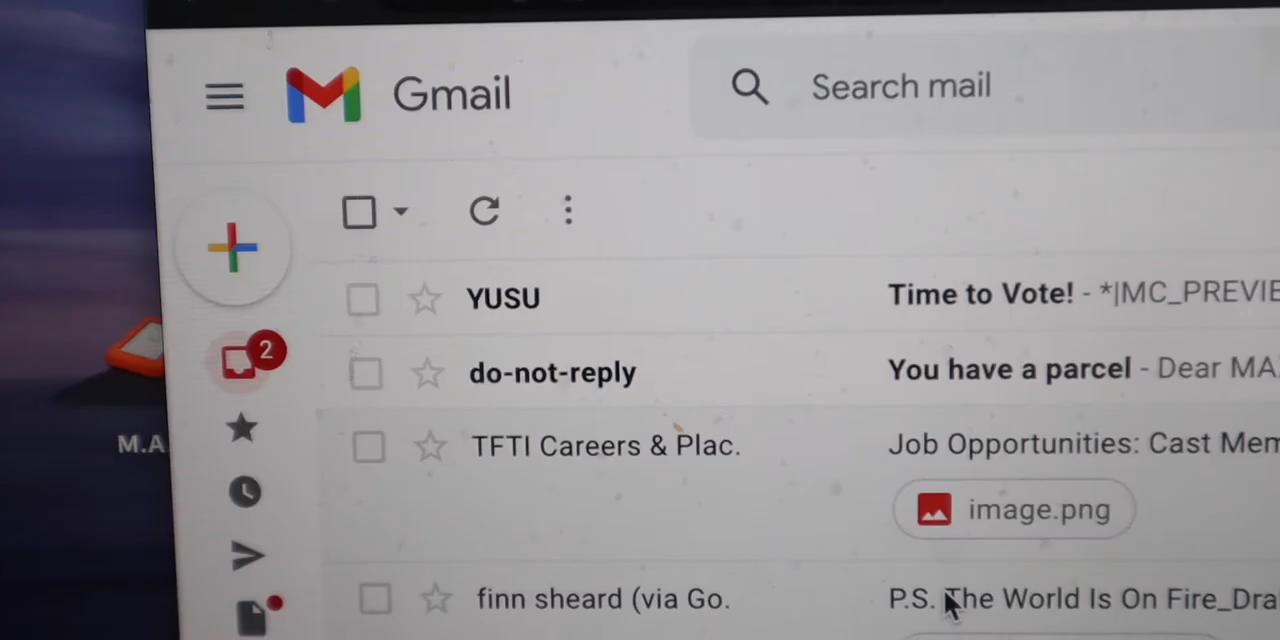 Gmail
Search mail
YUSU Time to Vote! - *|MC_PREVIE
2
do-not-reply You have a parcel - Dear MA
M.A
TFTI Careers & Plac. Job Opportunities: Cast Mem
image.png
finn sheard (via Go. P.S. The World Is On Fire_Dra